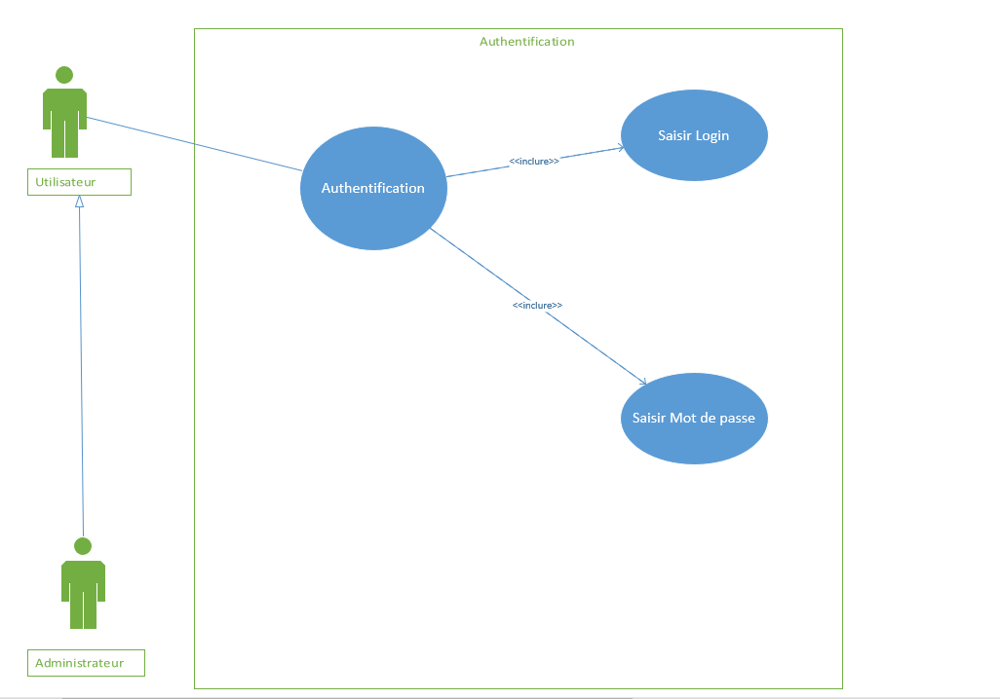 Authentification
Saisir Login
<<inclure>>
Utilisateur
Authentification
<<inclure>>
Saisir Mot de passe
Administrateur